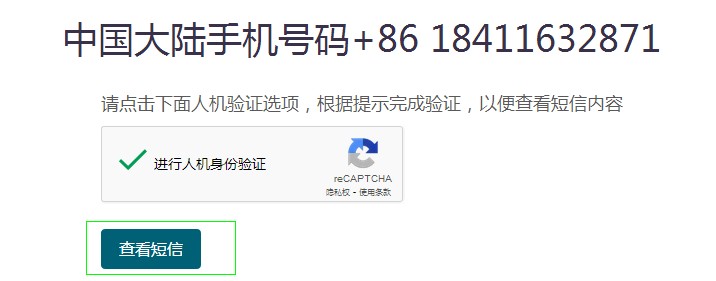 中国大陆手机号码+86 18411632871
请点击下面人机验证选项，根据提示完成验证，以便查看短信内容
进行人机身份验证
reCAPTCHA
隐私权 - 使用条款
查看短信